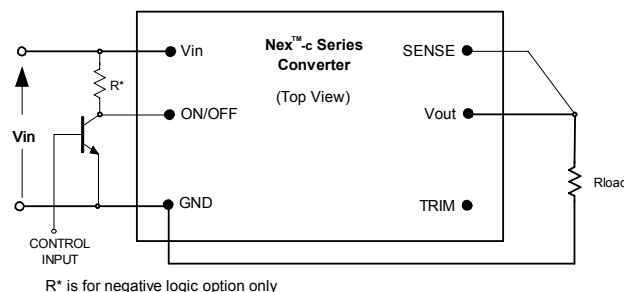 Nex™-c Series
Converter
(Top View)
Vin
SENSE
R*
ON/OFF
Vout
Vin
Rload
GND
TRIM
CONTROL
INPUT
R* is for negative logic option only